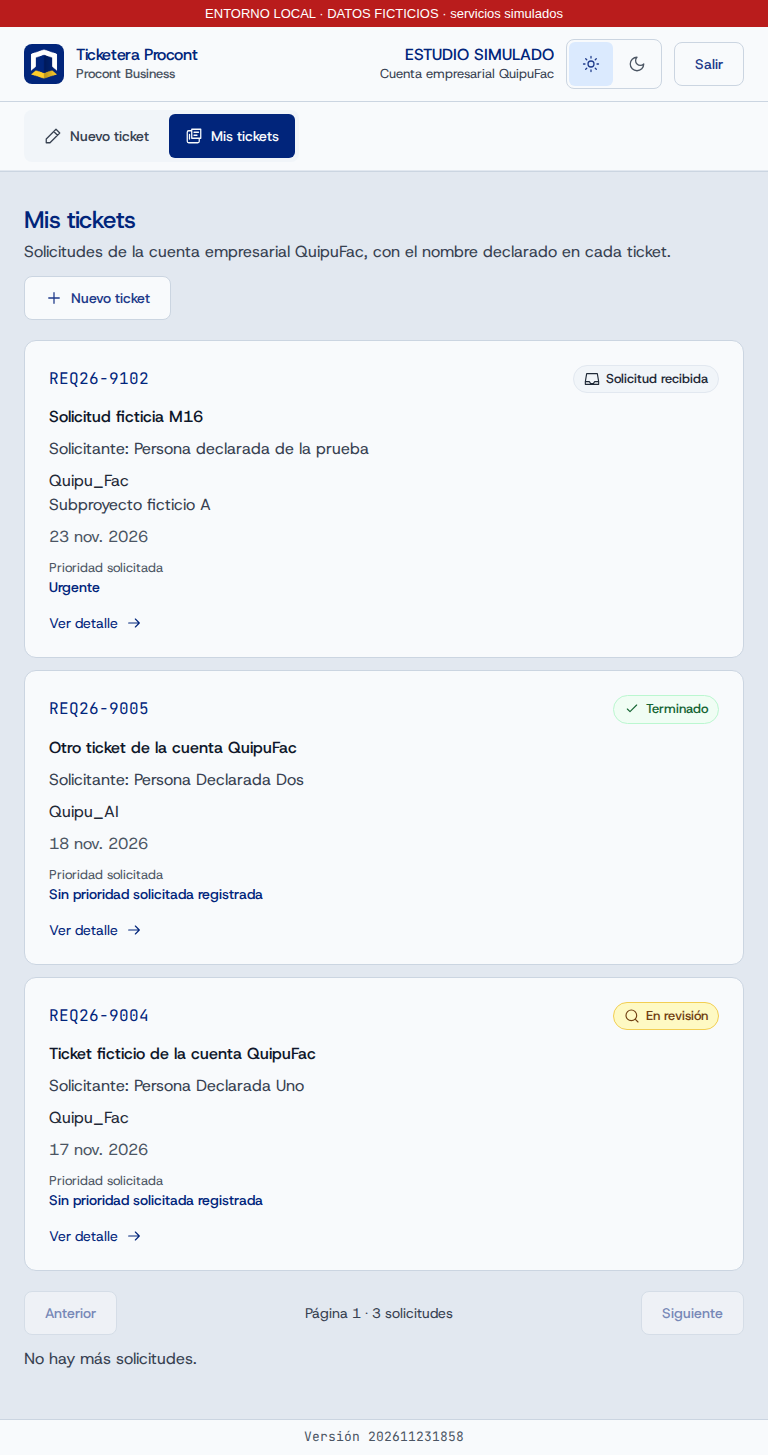 ENTORNO LOCAL · DATOS FICTICIOS · servicios simulados
Ticketera Procont
Procont Business
ESTUDIO SIMULADO
Cuenta empresarial QuipuFac
Salir
Nuevo ticket
Mis tickets
Mis tickets
Solicitudes de la cuenta empresarial QuipuFac, con el nombre declarado en cada ticket.
Nuevo ticket
REQ26-9102
Solicitud recibida
Solicitud ficticia M16
Solicitante: Persona declarada de la prueba
Quipu_Fac
Subproyecto ficticio A
23 nov. 2026
Prioridad solicitada
Urgente
Ver detalle
REQ26-9005
Terminado
Otro ticket de la cuenta QuipuFac
Solicitante: Persona Declarada Dos
Quipu_AI
18 nov. 2026
Prioridad solicitada
Sin prioridad solicitada registrada
Ver detalle
REQ26-9004
En revisión
Ticket ficticio de la cuenta QuipuFac
Solicitante: Persona Declarada Uno
Quipu_Fac
17 nov. 2026
Prioridad solicitada
Sin prioridad solicitada registrada
Ver detalle
Anterior
Página 1 · 3 solicitudes
Siguiente
No hay más solicitudes.
Versión 202611231858